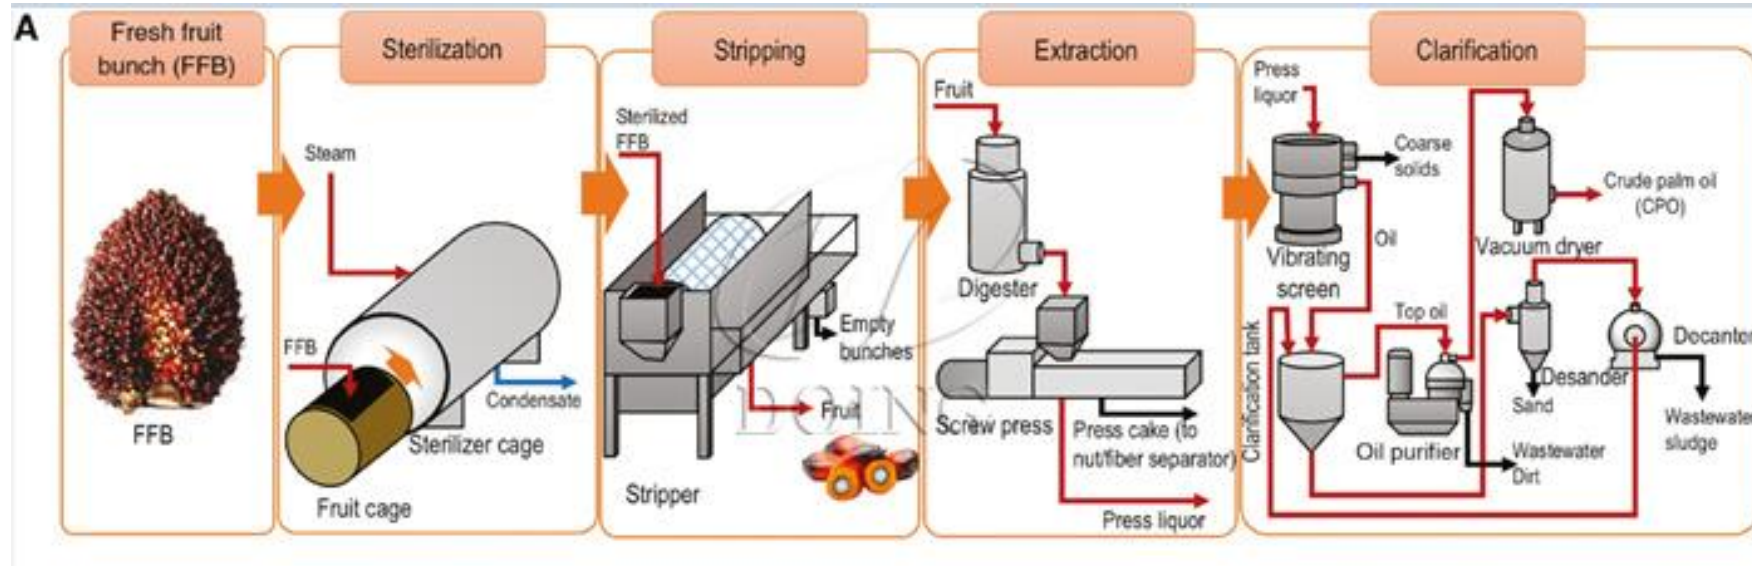 A
Fresh fruit
bunch (FFB)
FFB
Sterilization
Steam
FFB
Condensate
Sterilizer cage
Fruit cage
Stripping
Sterilized
FFB
Empty
bunches
Fruit
Stripper
Extraction
Fruit
Digester
Screw press
Press cake (to
nut/fiber separator)
Press liquor
Clarification
Press
liquor
Coarse
solids
Oil
Vibrating
screen
Crude palm oil
(CPO)
Vacuum dryer
Clarification tank
Top oil
Oil purifier
Wastewater
Dirt
Desander
Sand
Decanter
Wastewater
sludge